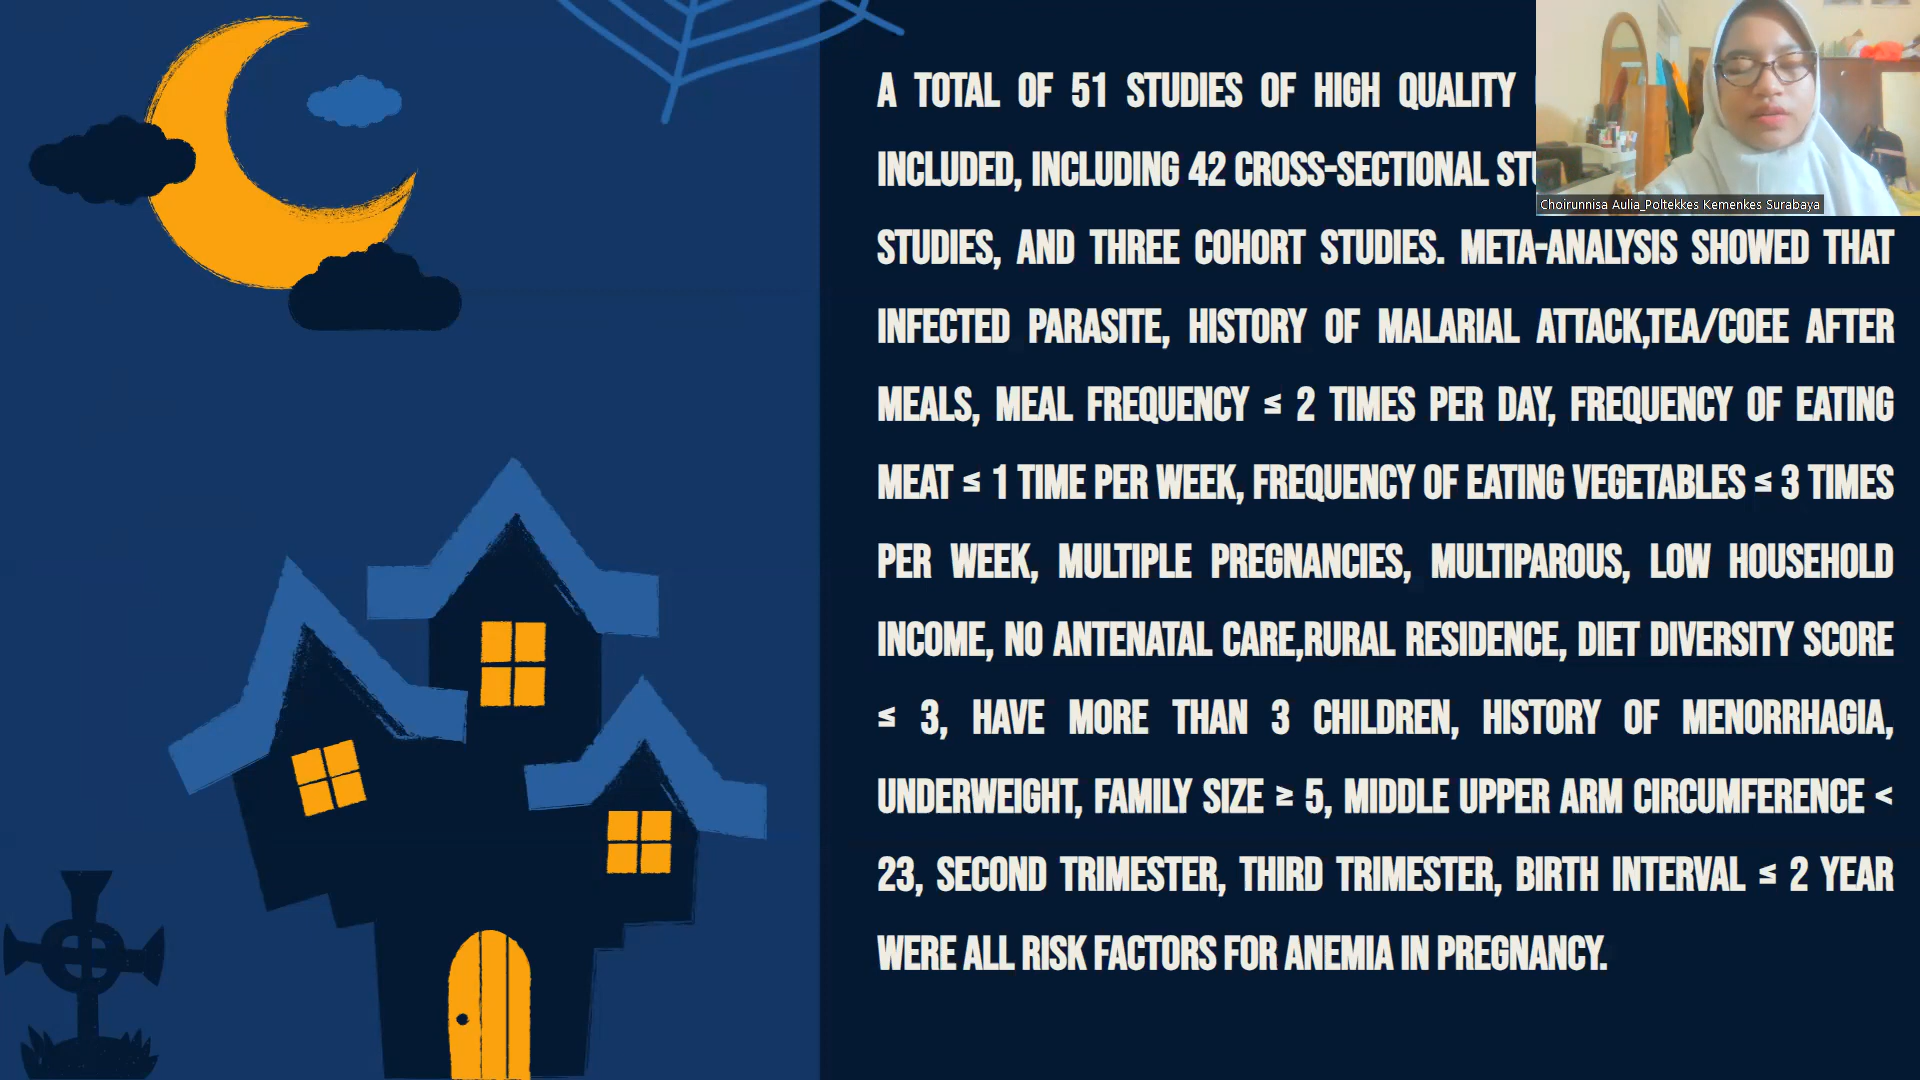 A TOTAL OF 51 STUDIES OF HIGH QUALITY
INCLUDED, INCLUDING 42 CROSS-SECTIONAL
STUDIES, AND THREE COHORT STUDIES. META-ANALYSIS SHOWED THAT
INFECTED PARASITE, HISTORY OF MALARIAL ATTACK,TEA/COEE AFTER
MEALS, MEAL FREQUENCY ≤ 2 TIMES PER DAY, FREQUENCY OF EATING
MEAT ≤ 1 TIME PER WEEK, FREQUENCY OF EATING VEGETABLES ≤ 3 TIMES
PER WEEK, MULTIPLE PREGNANCIES, MULTIPAROUS, LOW HOUSEHOLD
INCOME, NO ANTENATAL CARE,RURAL RESIDENCE, DIET DIVERSITY SCORE
≤ 3, HAVE MORE THAN 3 CHILDREN, HISTORY OF MENORRHAGIA,
UNDERWEIGHT, FAMILY SIZE ≥ 5, MIDDLE UPPER ARM CIRCUMFERENCE <
23, SECOND TRIMESTER, THIRD TRIMESTER, BIRTH INTERVAL ≤ 2 YEAR
WERE ALL RISK FACTORS FOR ANEMIA IN PREGNANCY.
Choirunnisa Aulia_Poltekkes Kemenkes Surabaya